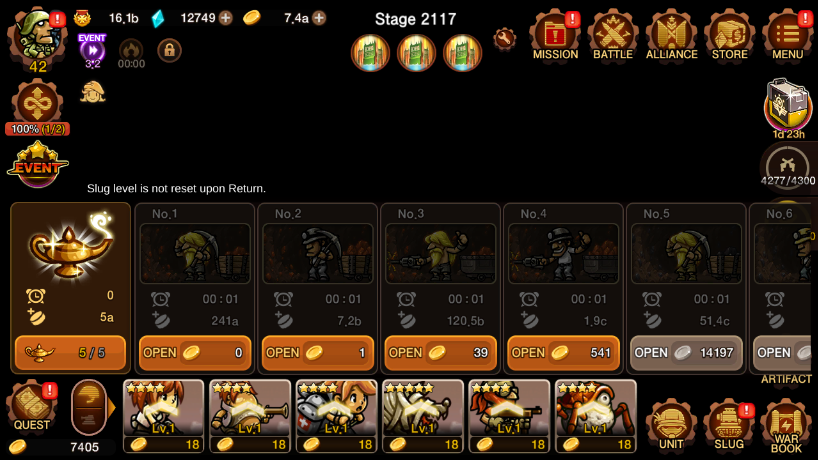 16,1b
12749
7,4a
Stage 2117
42
EVENT
3,2
00:00
MISSION
BATTLE
ALLIANCE
STORE
MENU
100% (1/2)
EVENT
1d 23h
4277/4300
Slug level is not reset upon Return.
No.1
No.2
No.3
No.4
No.5
No.6
0
00:01
00:01
00:01
00:01
00:01
5a
241a
7,2b
120,5b
1,9c
51,4c
5 / 5
OPEN 0
OPEN 1
OPEN 39
OPEN 541
OPEN 14197
OPEN
ARTIFACT
QUEST
7405
Lv.1
Lv.1
Lv.1
Lv.1
Lv.1
Lv.1
18
18
18
18
18
18
UNIT
SLUG
WAR
BOOK